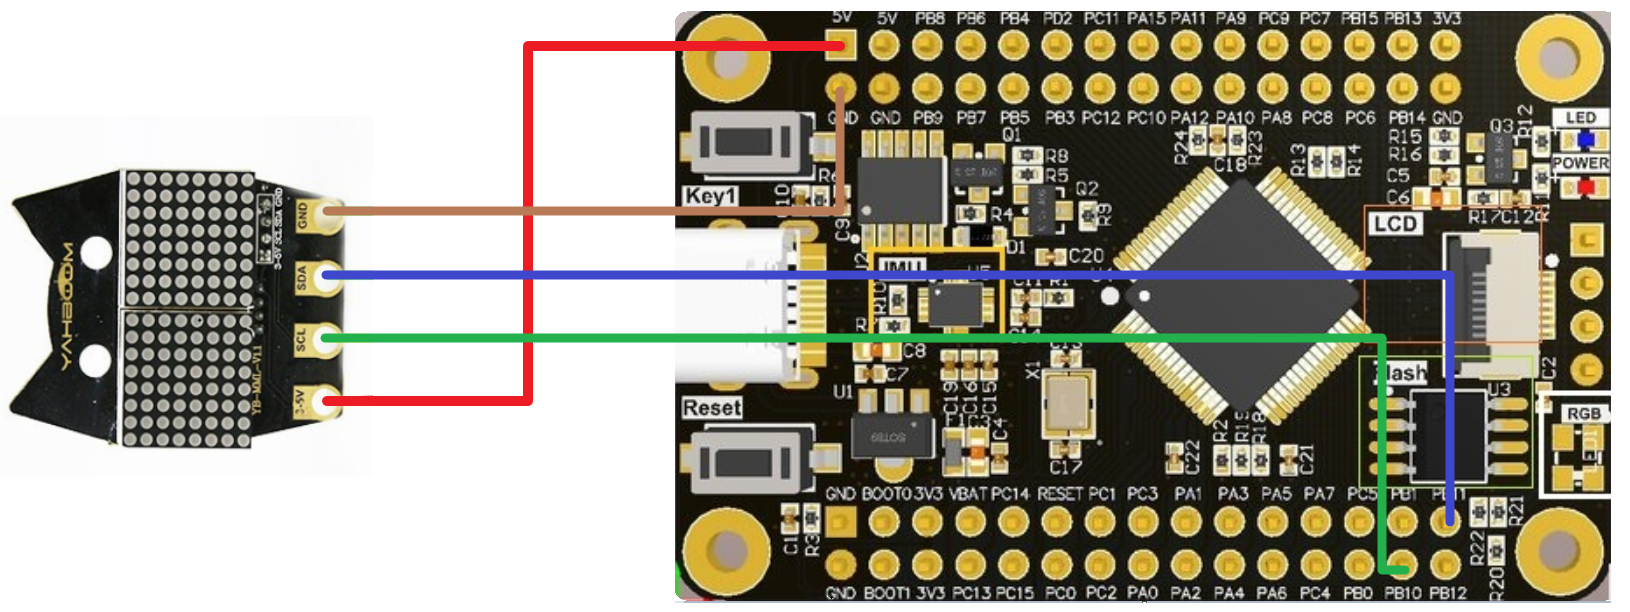 5V 5V PB8 PB6 PB4 PD2 PC11 PA15 PA11 PA9 PC9 PC7 PB15 PB13 3V3
GND GND PB9 PB7 PB5 PB3 PC12 PC10 PA12 PA10 PA8 PC8 PC6 PB14 GND
Key1
Q1
R8
R5
Q2
R4
R9
D1
C20
C10
C9
R24
C18
R23
R13
R14
R15
R16
C5
C6
Q3
R12
R17 C12
LED
POWER
LCD
IMU
U5
R10
C11 R1
C8
C7
U1
SOT89
C19
C16
C15
X1
C17
C4
Reset
Flash
U3
C2
RGB
LED1
C22
R2
R19
R18
C21
R22
R21
R20
C1
R3
GND BOOT0 3V3 VBAT PC14 RESET PC1 PC3 PA1 PA3 PA5 PA7 PC5 PB1 PB11
GND BOOT1 3V3 PC13 PC15 PC0 PC2 PA0 PA2 PA4 PA6 PC4 PB0 PB10 PB12
YAHBOOM
3-5V SCL SDA GND
YB-MML-V1.1
GND
SDA
SCL
3-5V